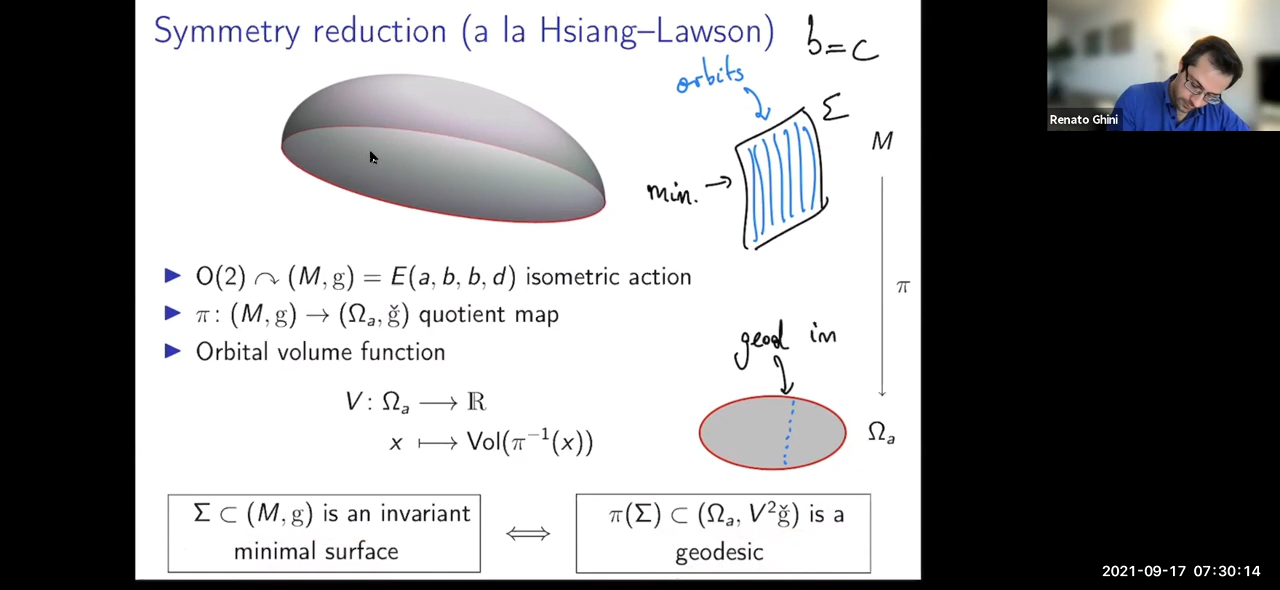 Symmetry reduction (a la Hsiang–Lawson)
b=c
orbits
Σ
M
min. →
Renato Ghini
▶ O(2) ↷ (M, g) = E(a, b, b, d) isometric action
▶ π: (M, g) → (Ωₐ, ǧ) quotient map
π
▶ Orbital volume function
geod in
V: Ωₐ ⟶ ℝ
x ⟼ Vol(π⁻¹(x))
Ωₐ
Σ ⊂ (M, g) is an invariant
minimal surface
⟺
π(Σ) ⊂ (Ωₐ, V²ǧ) is a
geodesic
2021-09-17 07:30:14